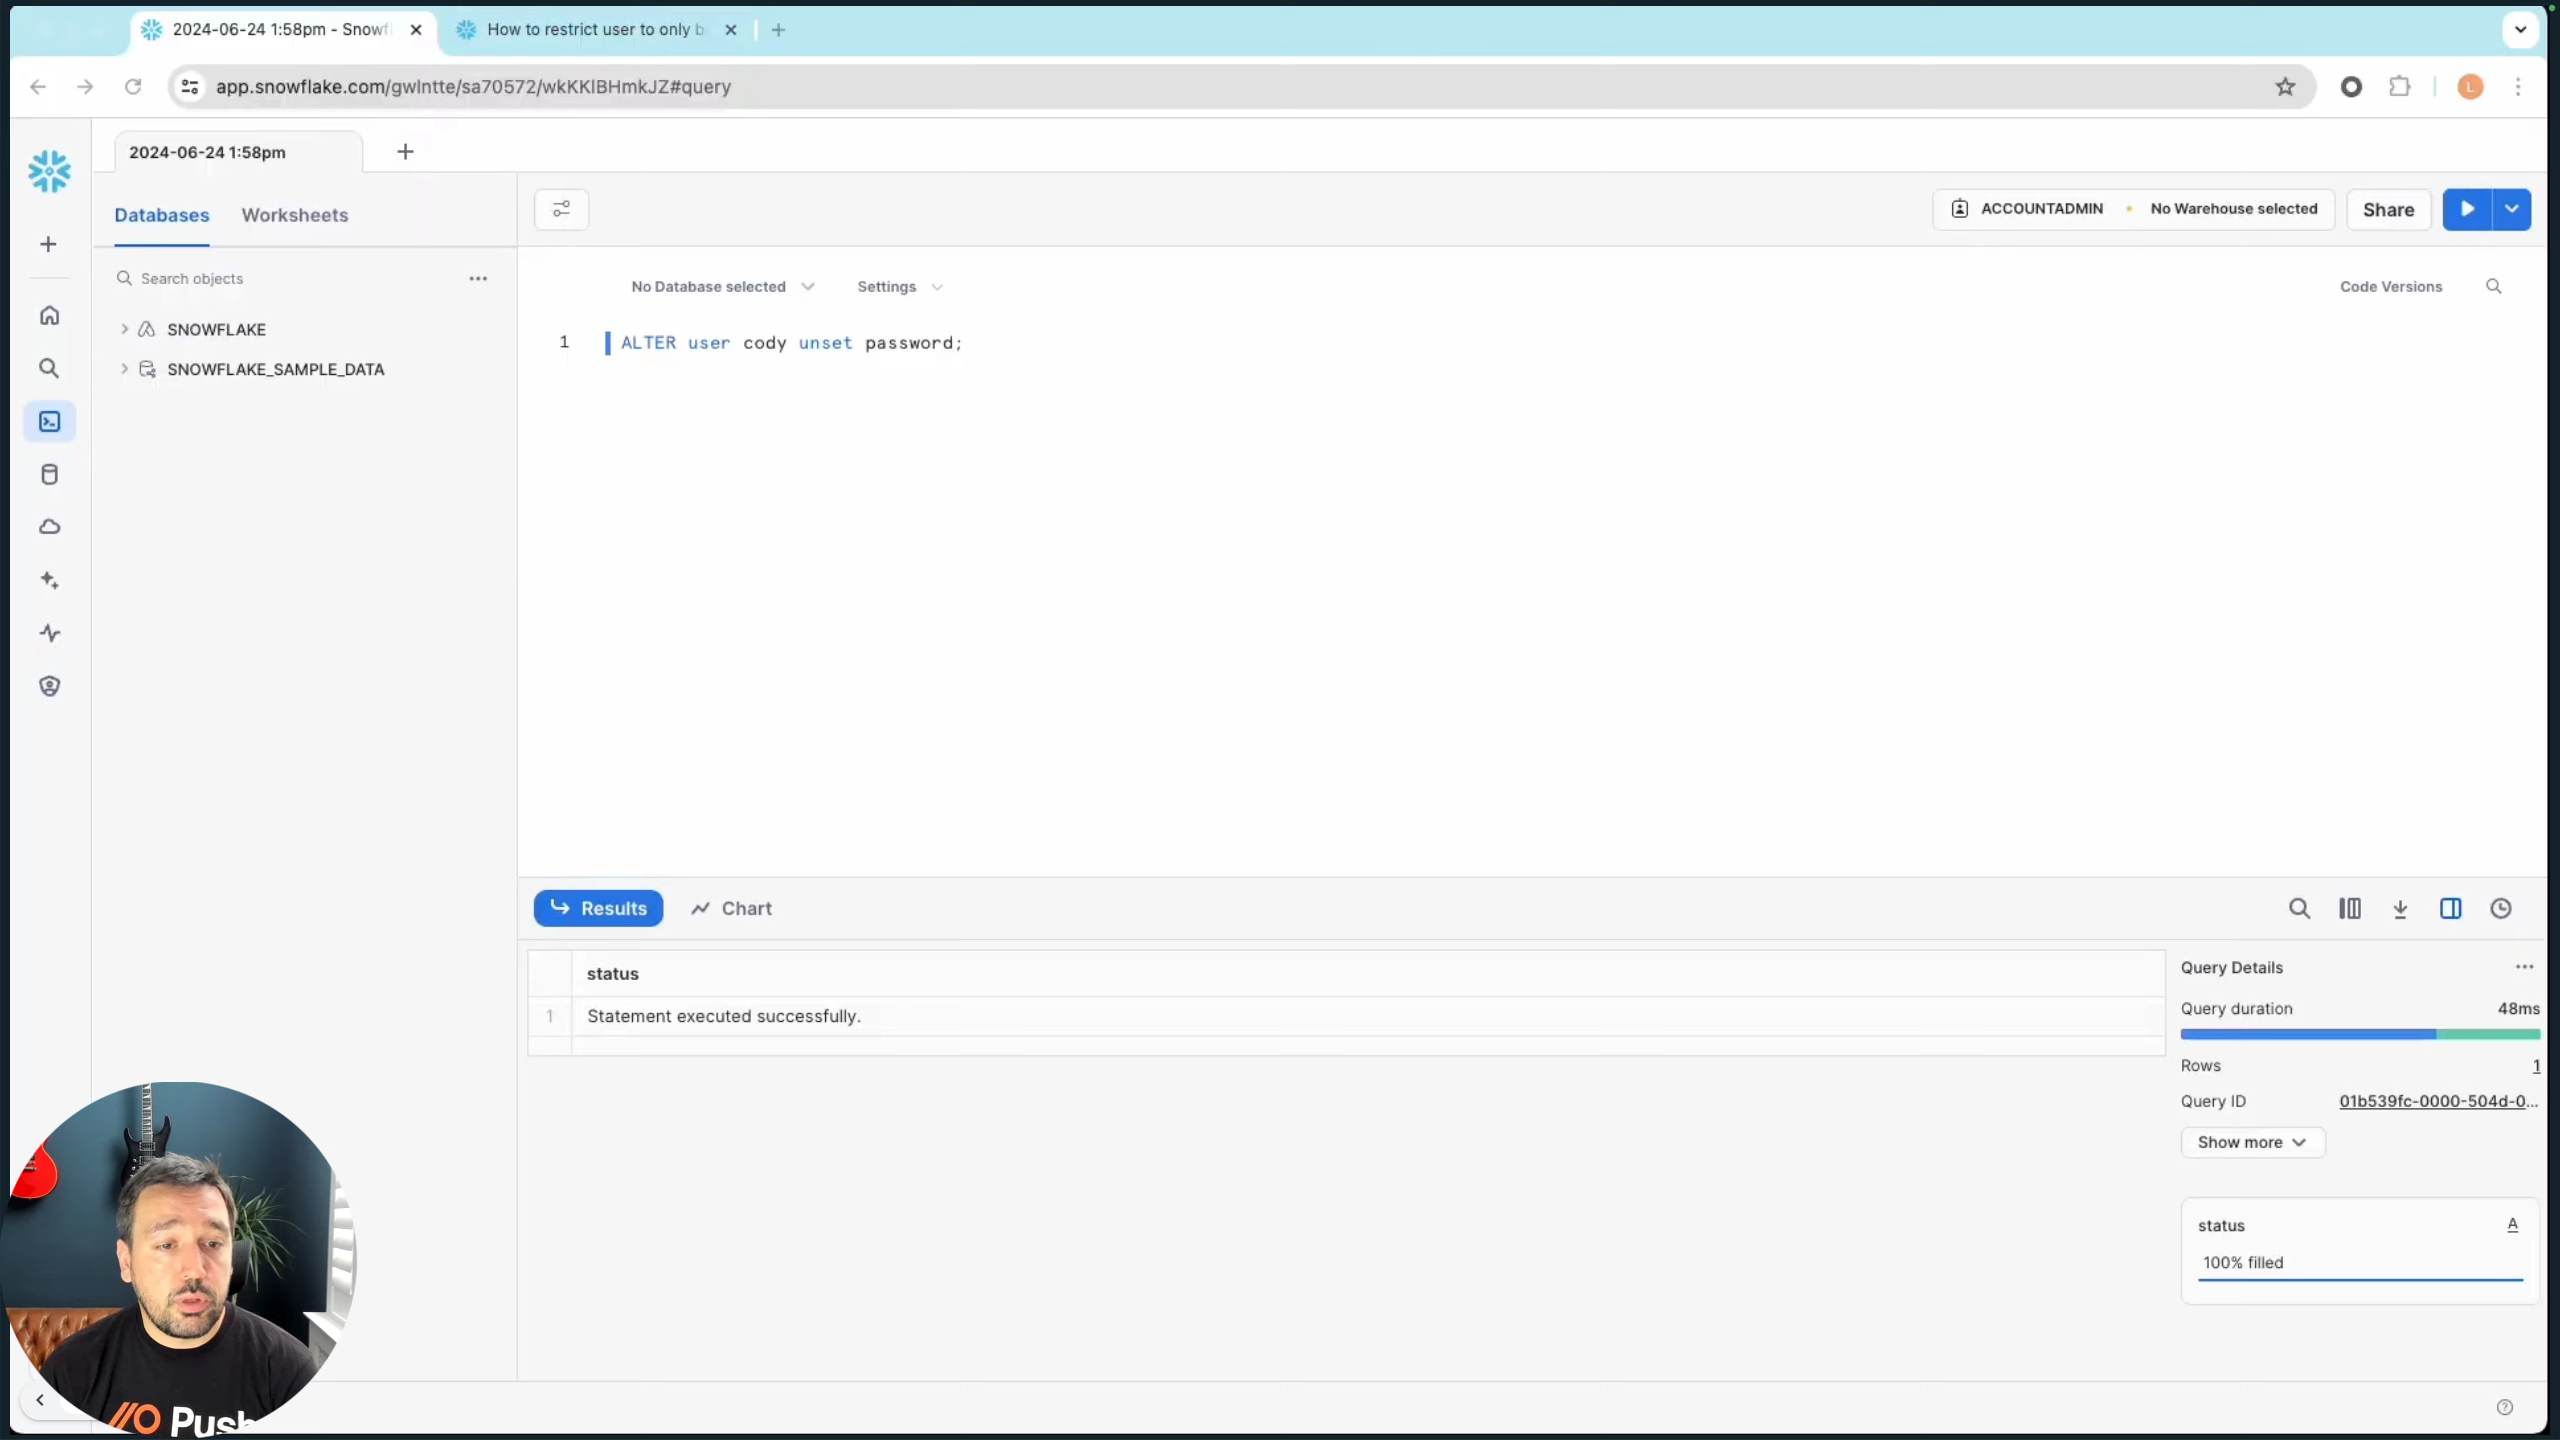 2024-06-24 1:58pm - Snowfl
How to restrict user to only b
app.snowflake.com/gwlntte/sa70572/wkKKlBHmkJZ#query
L
2024-06-24 1:58pm
Databases
Worksheets
ACCOUNTADMIN
No Warehouse selected
Share
Search objects
No Database selected
Settings
Code Versions
SNOWFLAKE
SNOWFLAKE_SAMPLE_DATA
1
ALTER user cody unset password;
Results
Chart
status
1
Statement executed successfully.
Query Details
Query duration
48ms
Rows
1
Query ID
01b539fc-0000-504d-0...
Show more
status
A
100% filled
Push